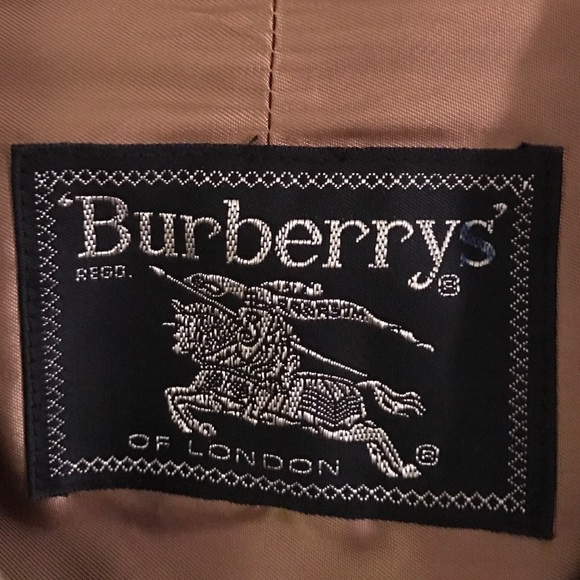 'Burberrys'
REGD. ®
OF LONDON ®